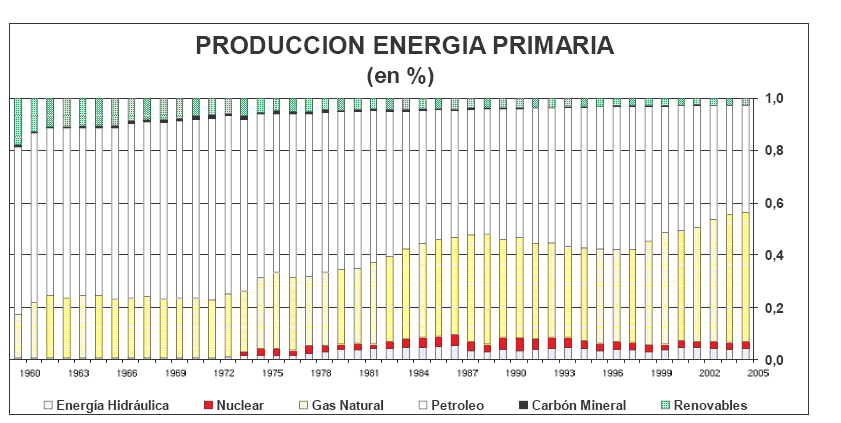 PRODUCCION ENERGIA PRIMARIA
(en %)
1,0
0,8
0,6
0,4
0,2
0,0
1960 1963 1966 1969 1972 1975 1978 1981 1984 1987 1990 1993 1996 1999 2002 2005
Energía Hidráulica Nuclear Gas Natural Petroleo Carbón Mineral Renovables